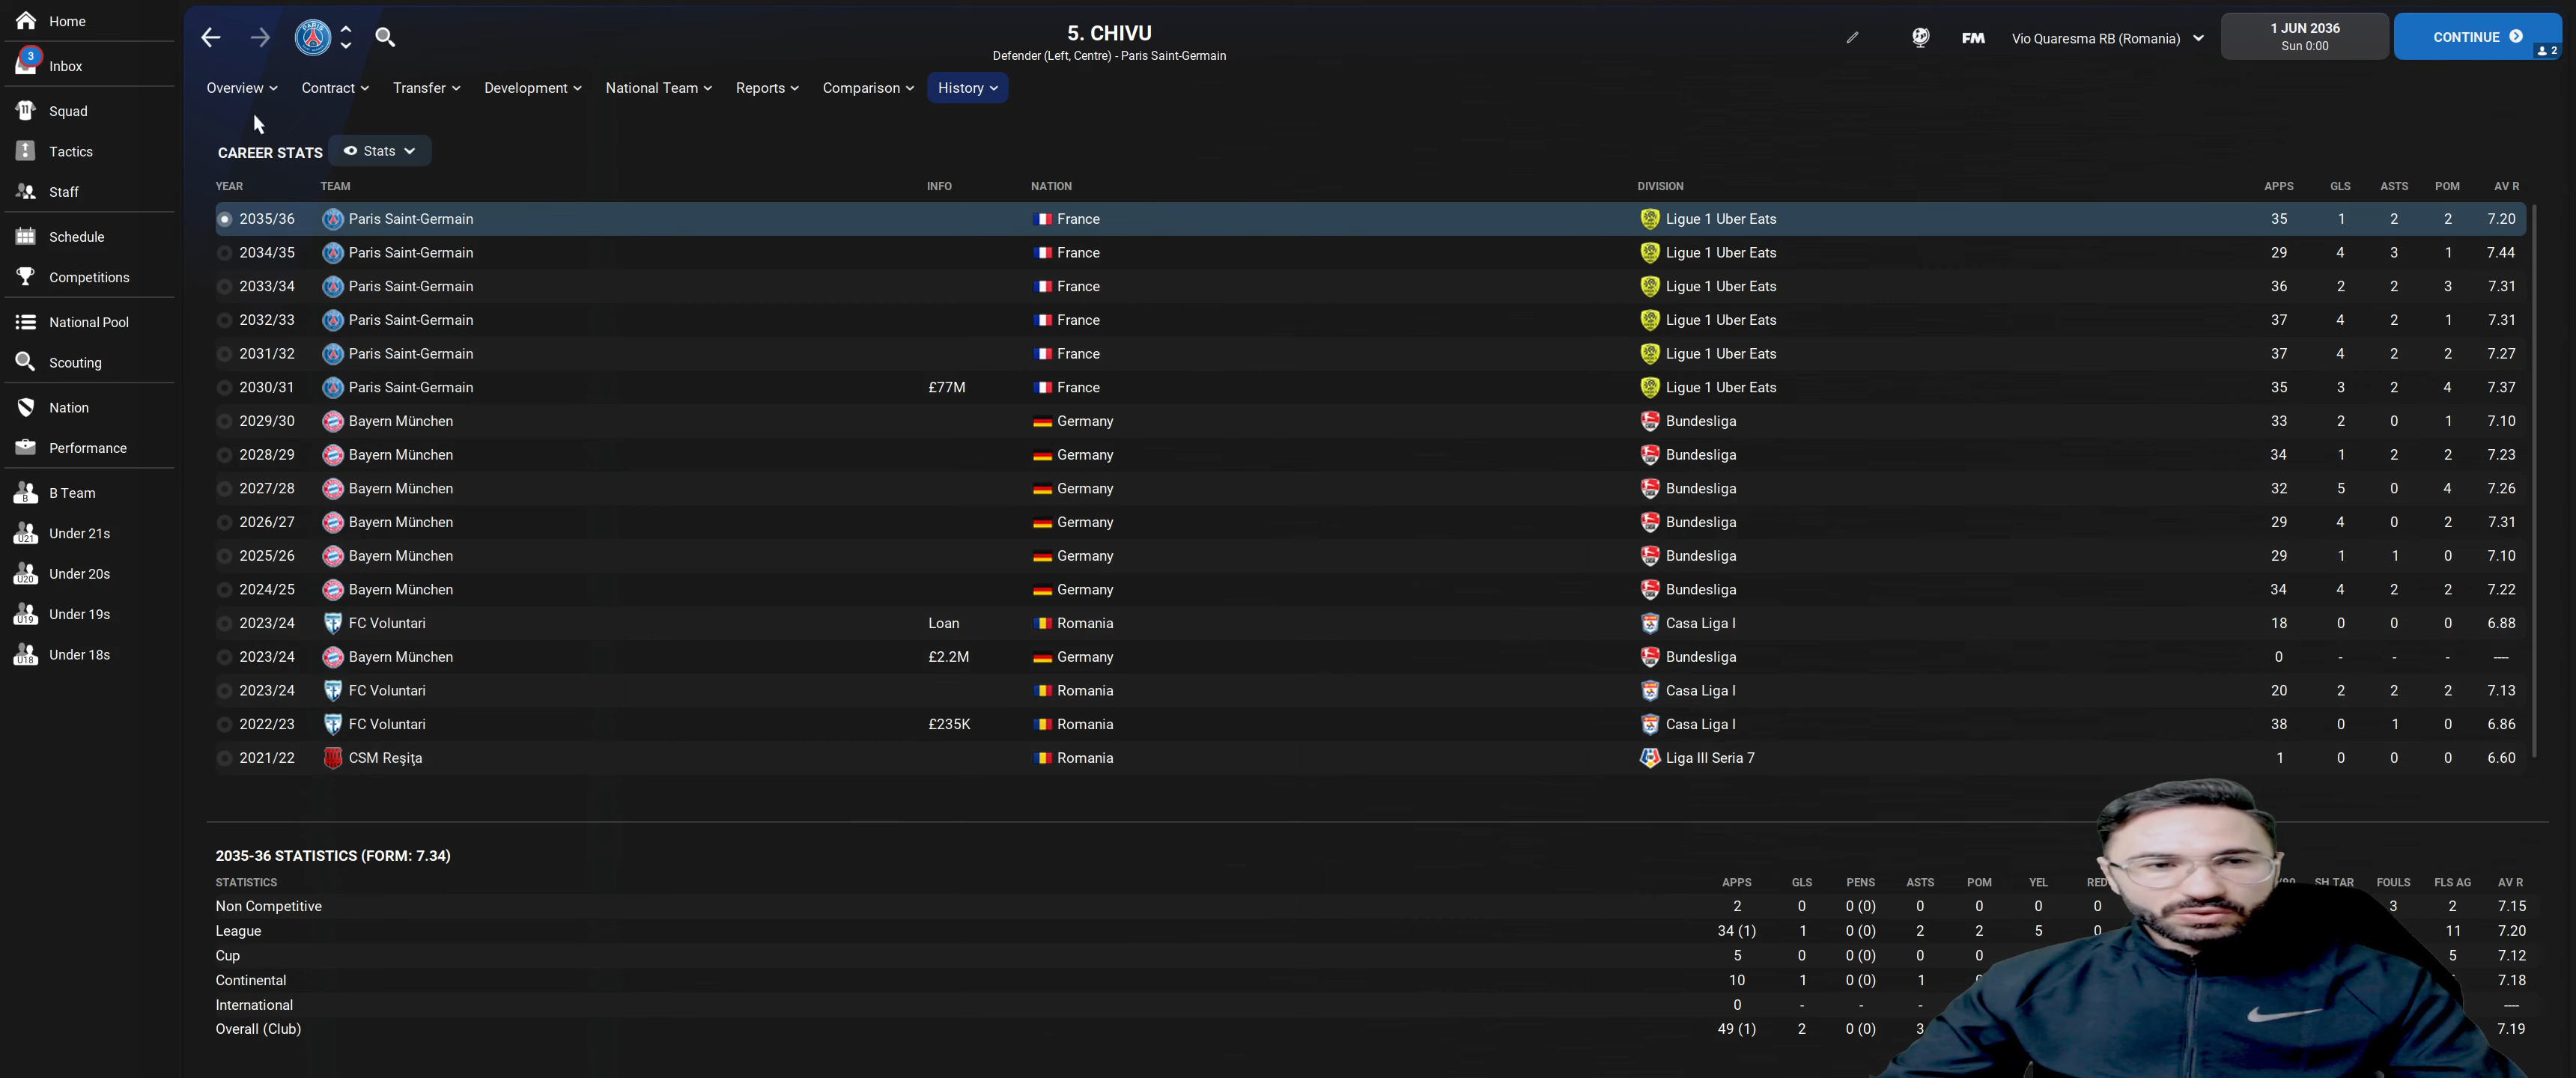 Home
3
Inbox
Squad
Tactics
Staff
Schedule
Competitions
National Pool
Scouting
Nation
Performance
B Team
Under 21s
Under 20s
Under 19s
Under 18s
5. CHIVU
Defender (Left, Centre) - Paris Saint-Germain
FM
Vio Quaresma RB (Romania)
1 JUN 2036
Sun 0:00
CONTINUE
2
Overview Contract Transfer Development National Team Reports Comparison History
CAREER STATS Stats
YEAR TEAM INFO NATION DIVISION APPS GLS ASTS POM AV R
2035/36 Paris Saint-Germain France Ligue 1 Uber Eats 35 1 2 2 7.20
2034/35 Paris Saint-Germain France Ligue 1 Uber Eats 29 4 3 1 7.44
2033/34 Paris Saint-Germain France Ligue 1 Uber Eats 36 2 2 3 7.31
2032/33 Paris Saint-Germain France Ligue 1 Uber Eats 37 4 2 1 7.31
2031/32 Paris Saint-Germain France Ligue 1 Uber Eats 37 4 2 2 7.27
2030/31 Paris Saint-Germain £77M France Ligue 1 Uber Eats 35 3 2 4 7.37
2029/30 Bayern München Germany Bundesliga 33 2 0 1 7.10
2028/29 Bayern München Germany Bundesliga 34 1 2 2 7.23
2027/28 Bayern München Germany Bundesliga 32 5 0 4 7.26
2026/27 Bayern München Germany Bundesliga 29 4 0 2 7.31
2025/26 Bayern München Germany Bundesliga 29 1 1 0 7.10
2024/25 Bayern München Germany Bundesliga 34 4 2 2 7.22
2023/24 FC Voluntari Loan Romania Casa Liga I 18 0 0 0 6.88
2023/24 Bayern München £2.2M Germany Bundesliga 0 - - - ---
2023/24 FC Voluntari Romania Casa Liga I 20 2 2 2 7.13
2022/23 FC Voluntari £235K Romania Casa Liga I 38 0 1 0 6.86
2021/22 CSM Reşiţa Romania Liga III Seria 7 1 0 0 0 6.60
2035-36 STATISTICS (FORM: 7.34)
STATISTICS APPS GLS PENS ASTS POM YEL RED SH TAR FOULS FLS AG AV R
Non Competitive 2 0 0 (0) 0 0 0 0 3 2 7.15
League 34 (1) 1 0 (0) 2 2 5 0 11 7.20
Cup 5 0 0 (0) 0 0 5 7.12
Continental 10 1 0 (0) 1 7.18
International 0 - - - ---
Overall (Club) 49 (1) 2 0 (0) 3 7.19